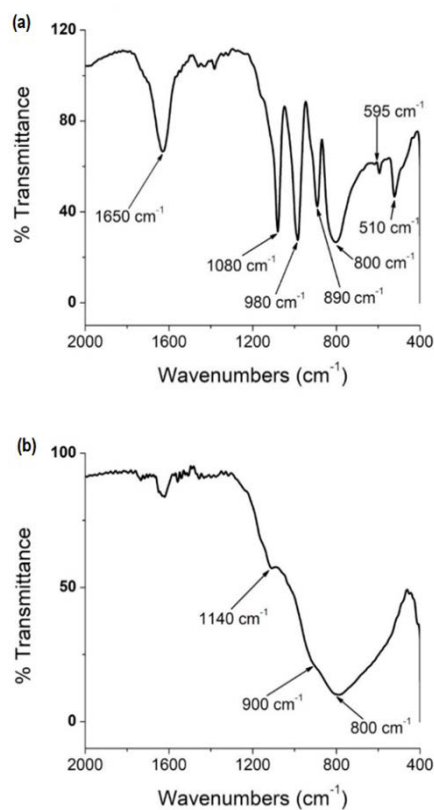 (a)
120
80
40
0
% Transmittance
1650 cm⁻¹
1080 cm⁻¹
980 cm⁻¹
890 cm⁻¹
800 cm⁻¹
595 cm⁻¹
510 cm⁻¹
2000 1600 1200 800 400
Wavenumbers (cm⁻¹)
(b)
100
50
0
% Transmittance
1140 cm⁻¹
900 cm⁻¹
800 cm⁻¹
2000 1600 1200 800 400
Wavenumbers (cm⁻¹)